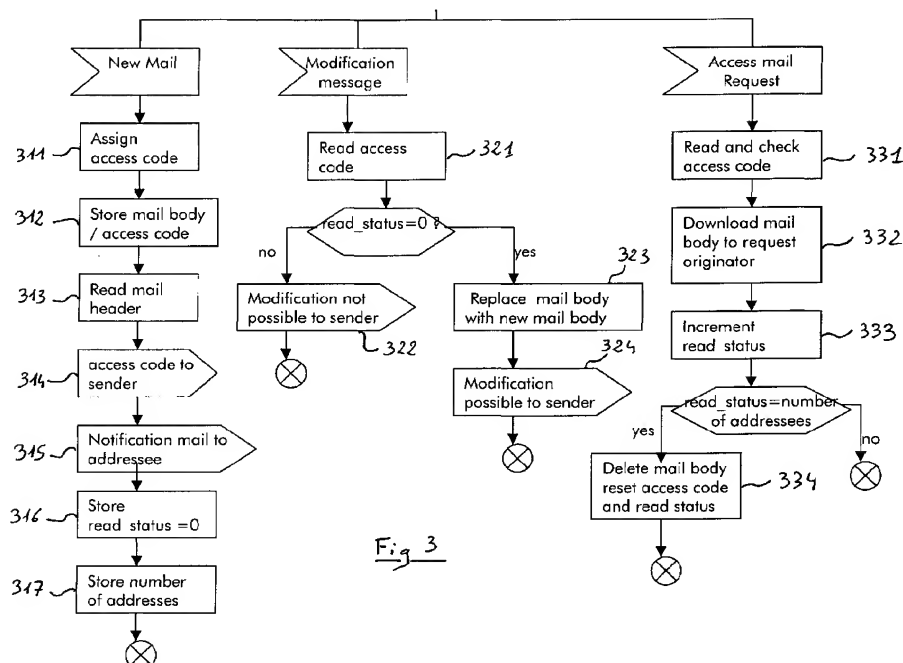 New Mail
311
Assign
access code
312
Store mail body
/ access code
313
Read mail
header
314
access code to
sender
315
Notification mail to
addressee
316
Store
read status =0
317
Store number
of addresses
Modification
message
Read access
code
321
read_status=0 ?
no
yes
Modification not
possible to sender
322
323
Replace mail body
with new mail body
324
Modification
possible to sender
Access mail
Request
Read and check
access code
331
Download mail
body to request
originator
332
Increment
read status
333
read_status=number
of addressees
yes
no
Delete mail body
reset access code
and read status
334
Fig 3